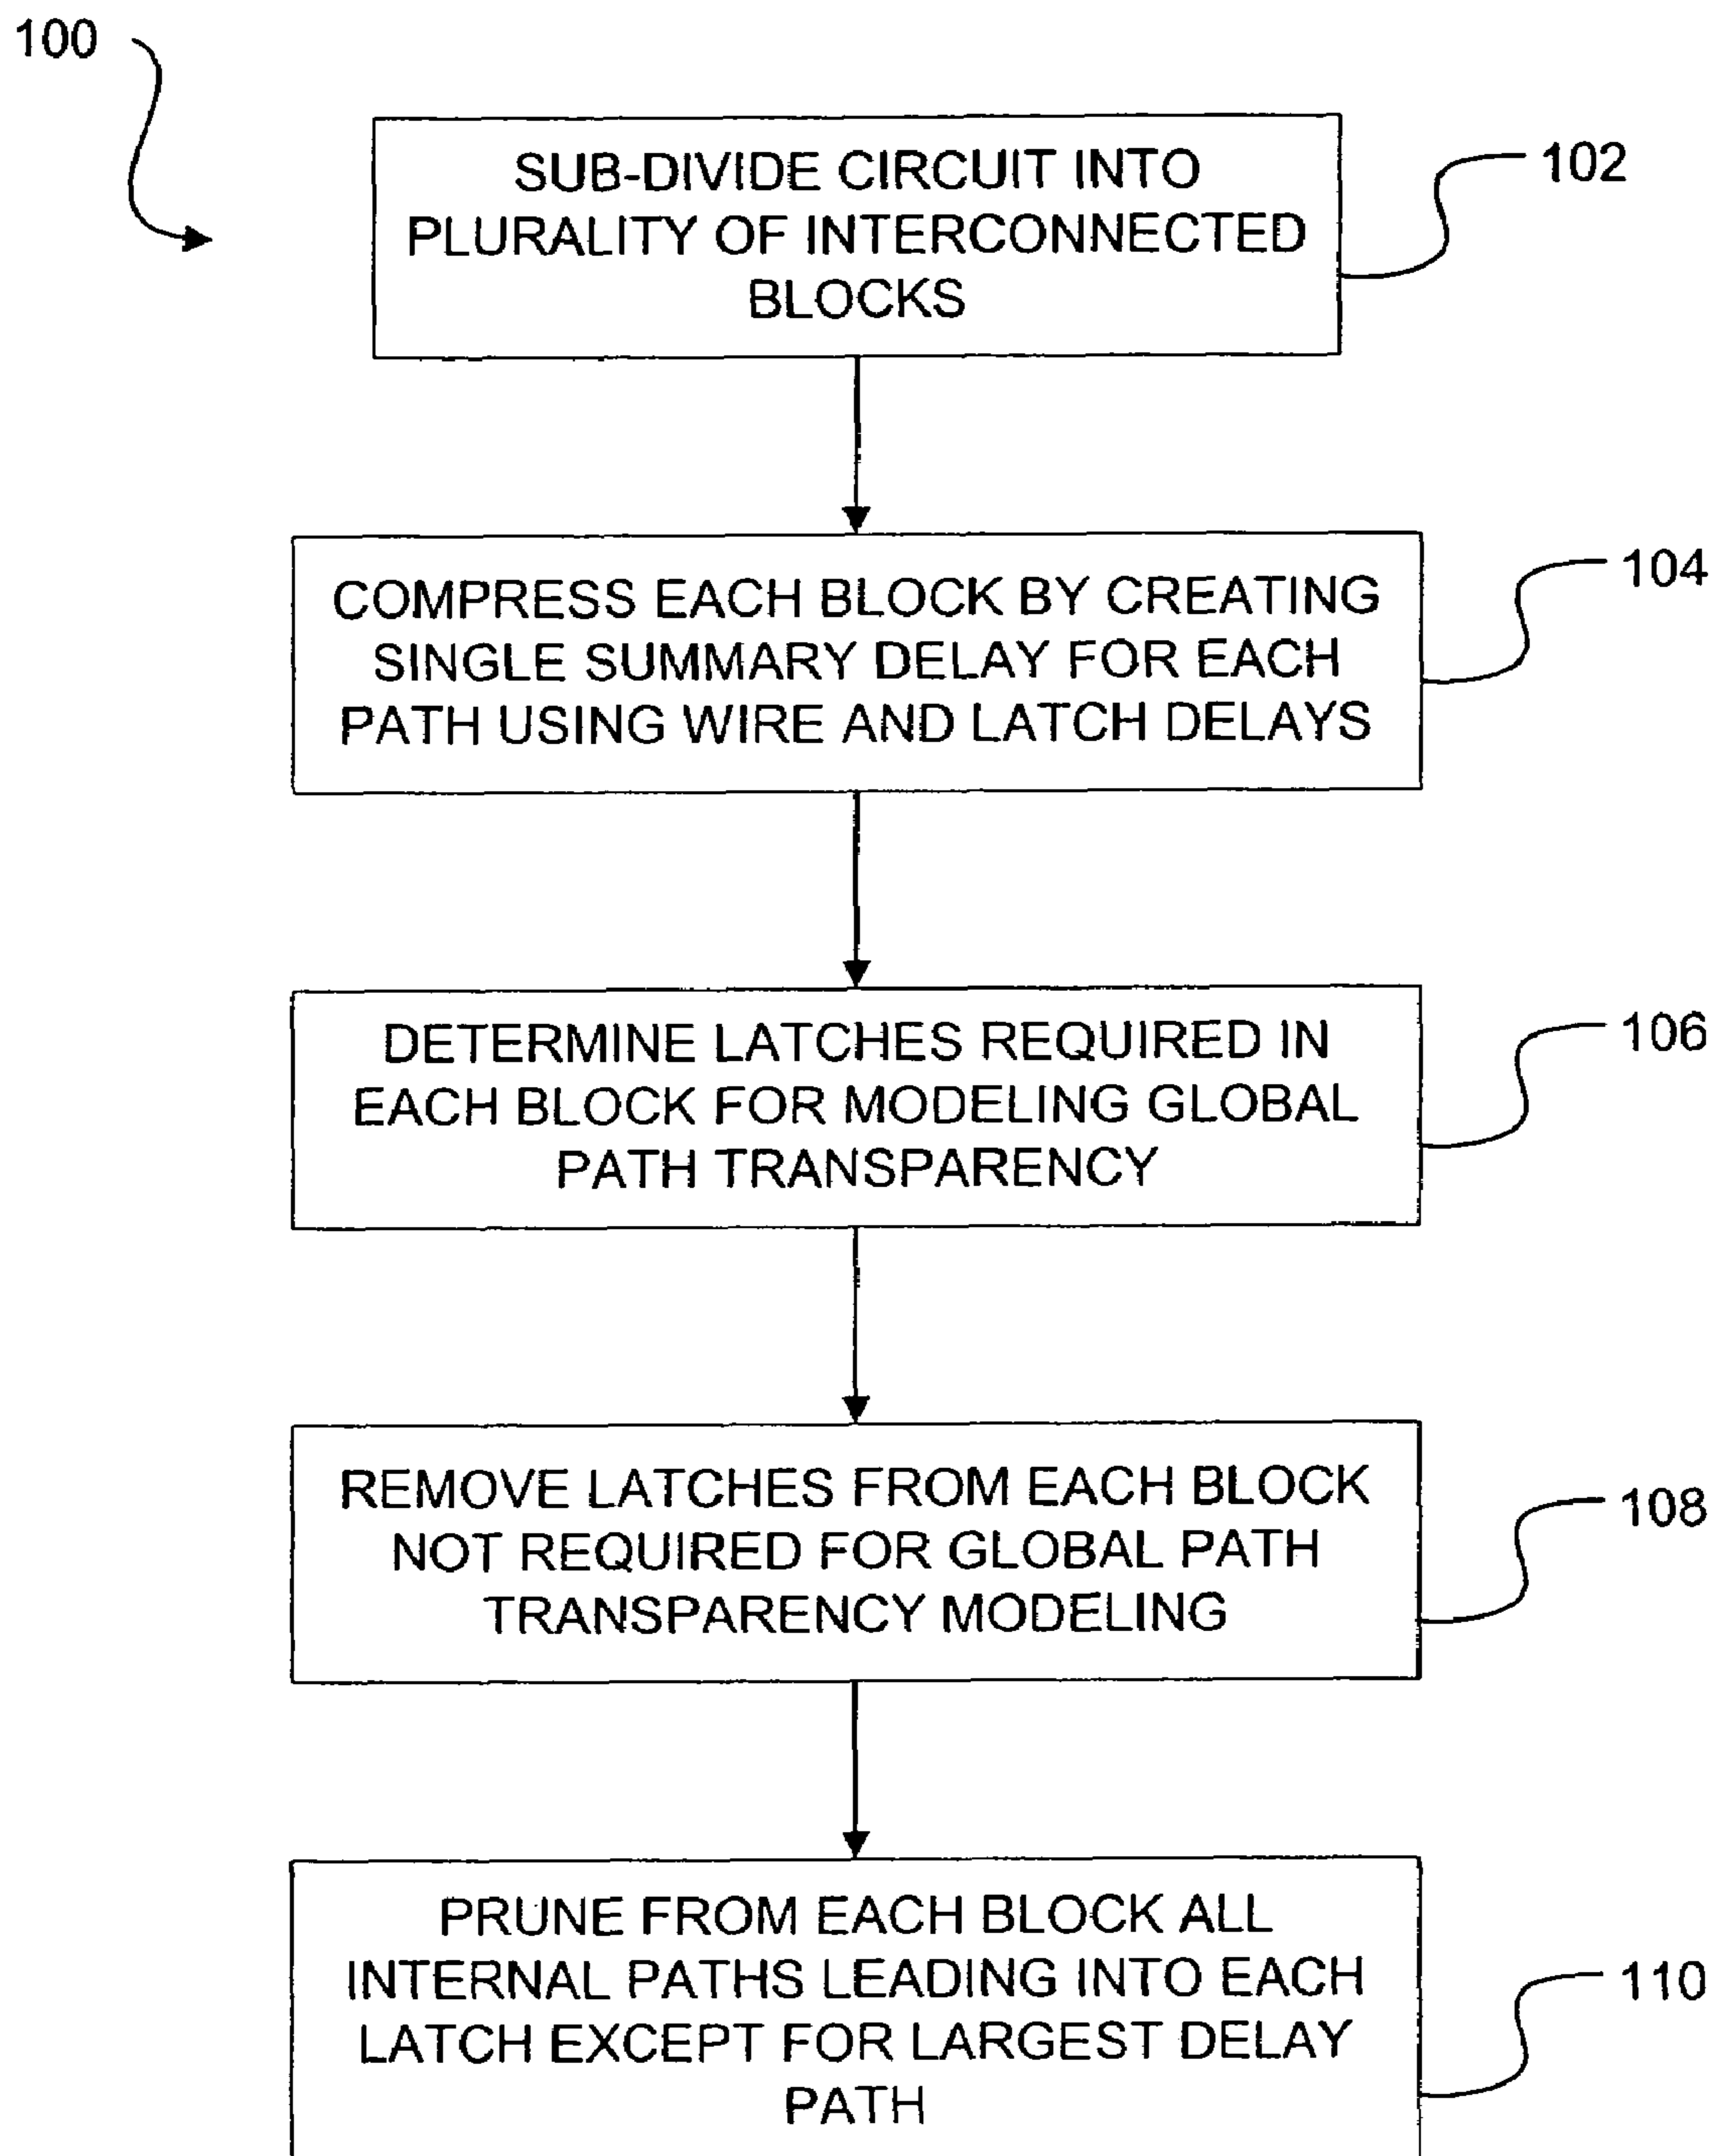 100
SUB-DIVIDE CIRCUIT INTO
PLURALITY OF INTERCONNECTED
BLOCKS
102
COMPRESS EACH BLOCK BY CREATING
SINGLE SUMMARY DELAY FOR EACH
PATH USING WIRE AND LATCH DELAYS
104
DETERMINE LATCHES REQUIRED IN
EACH BLOCK FOR MODELING GLOBAL
PATH TRANSPARENCY
106
REMOVE LATCHES FROM EACH BLOCK
NOT REQUIRED FOR GLOBAL PATH
TRANSPARENCY MODELING
108
PRUNE FROM EACH BLOCK ALL
INTERNAL PATHS LEADING INTO EACH
LATCH EXCEPT FOR LARGEST DELAY
PATH
110